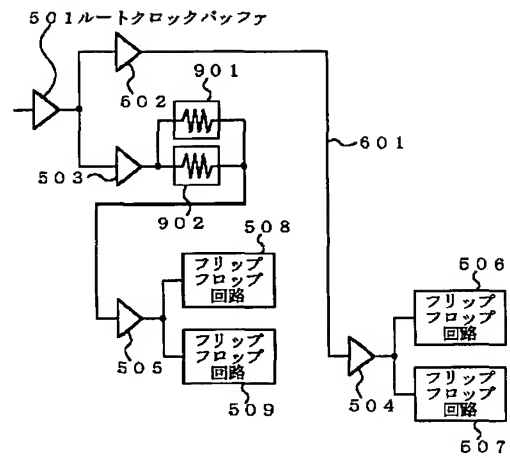 501ルートクロックバッファ
502
901
503
902
601
508
フリップ
フロップ
回路
505
フリップ
フロップ
回路
509
506
フリップ
フロップ
回路
504
フリップ
フロップ
回路
507